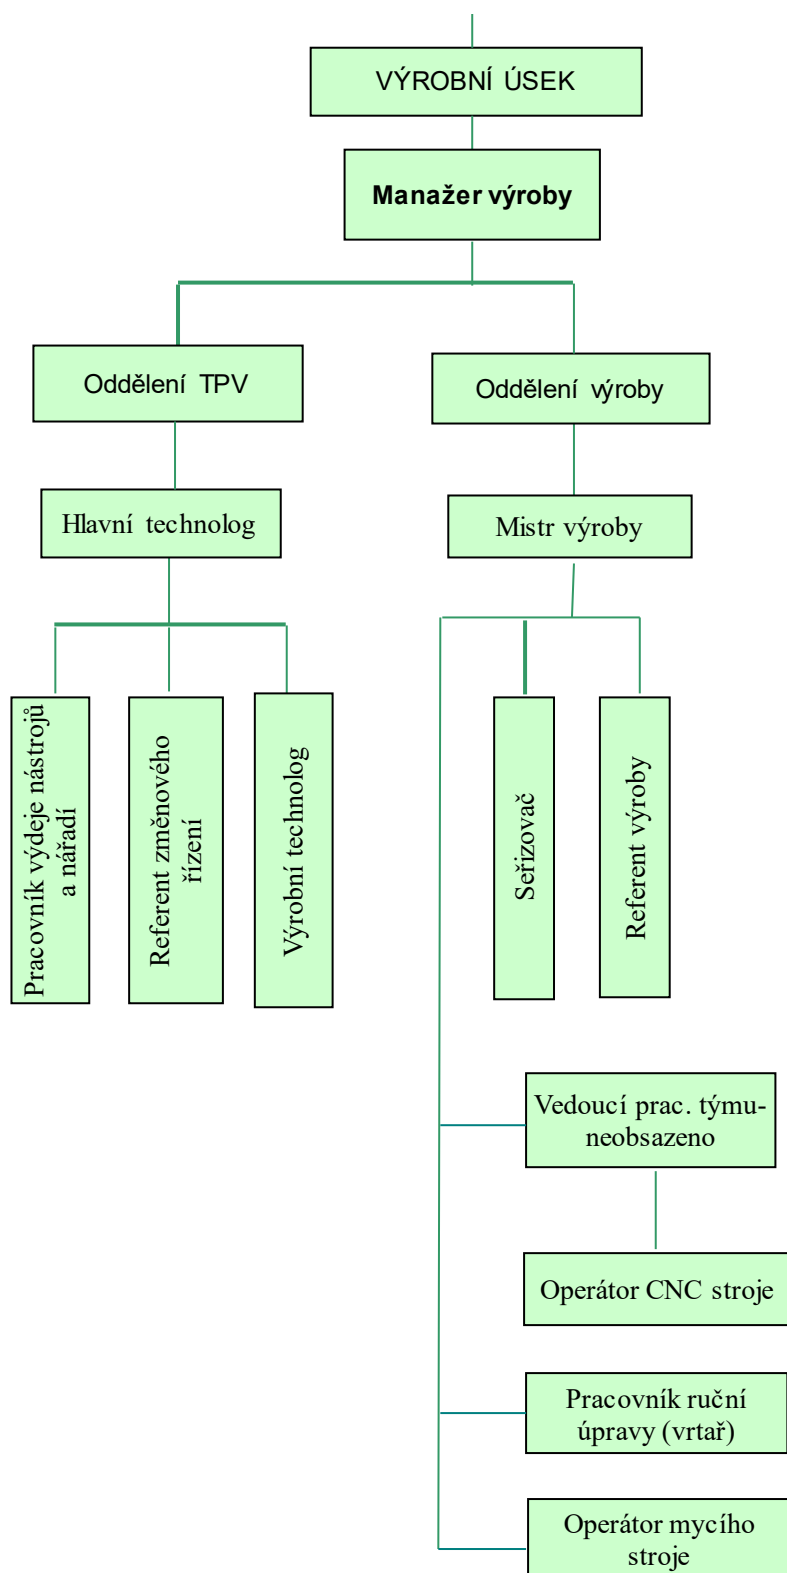 VÝROBNÍ ÚSEK
Manažer výroby
Oddělení TPV
Oddělení výroby
Hlavní technolog
Mistr výroby
Pracovník výdeje nástrojů
a nářadí
Referent změnového
řízení
Výrobní technolog
Seřizovač
Referent výroby
Vedoucí prac. týmu-
neobsazeno
Operátor CNC stroje
Pracovník ruční
úpravy (vrtař)
Operátor mycího
stroje